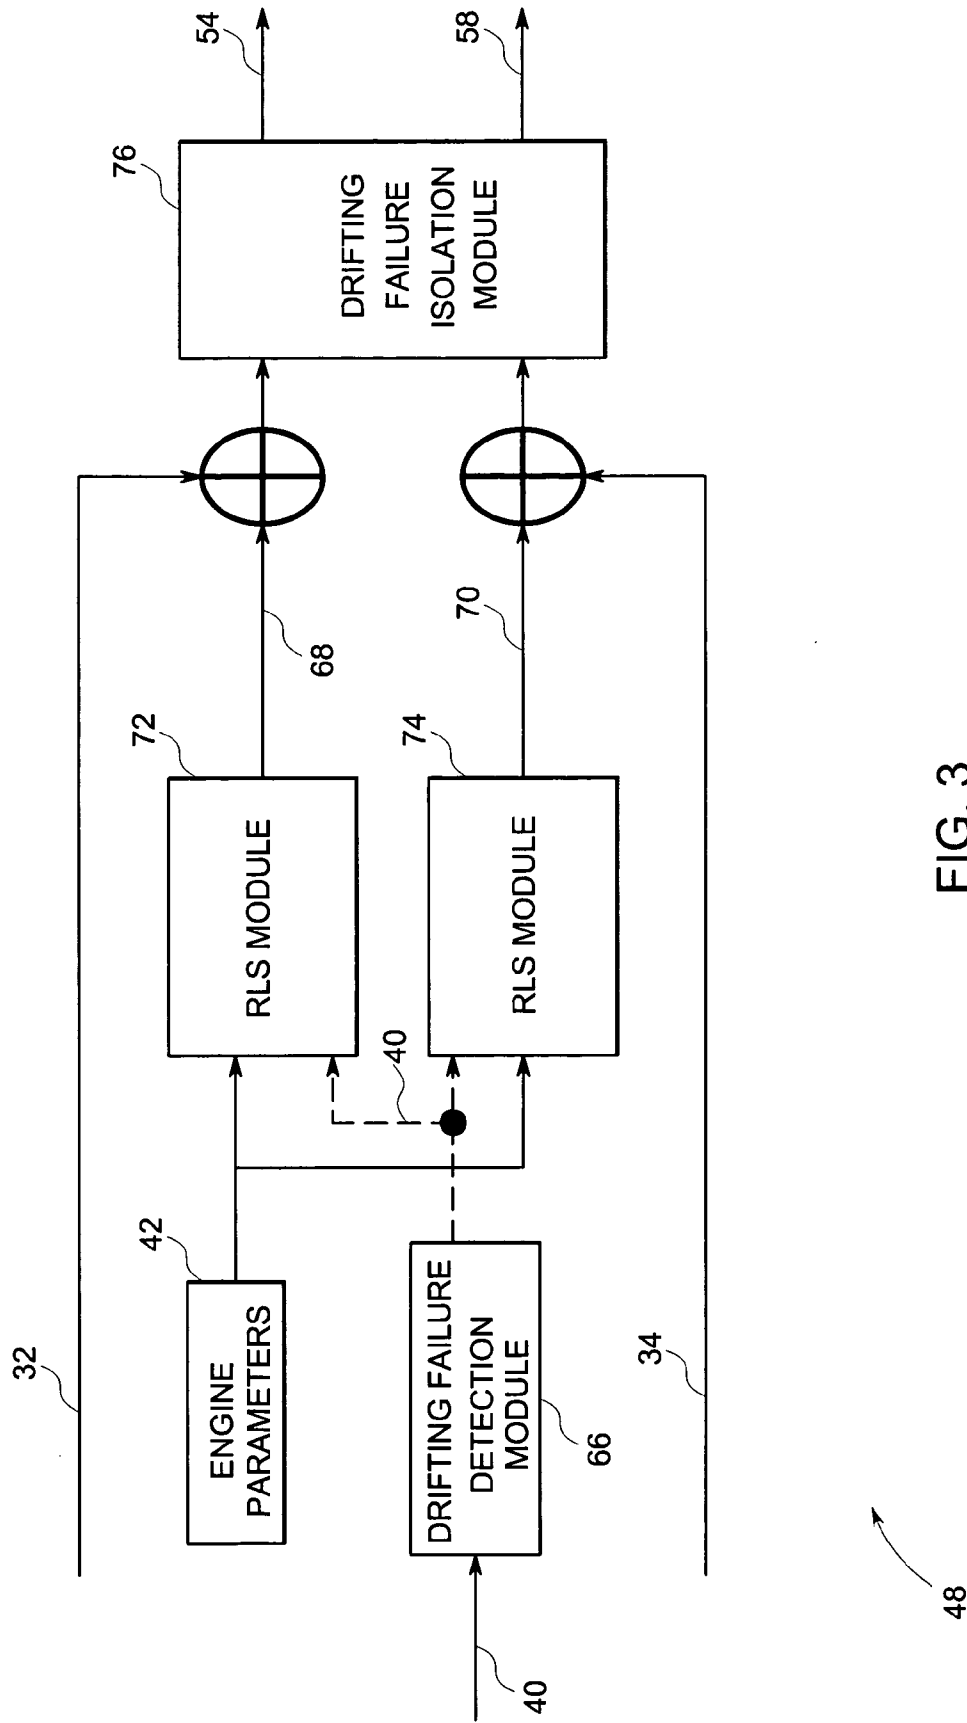 32
54
76
58
DRIFTING
FAILURE
ISOLATION
MODULE
72
68
RLS MODULE
42
ENGINE
PARAMETERS
40
74
70
RLS MODULE
DRIFTING FAILURE
DETECTION
MODULE
66
40
34
48
FIG. 3